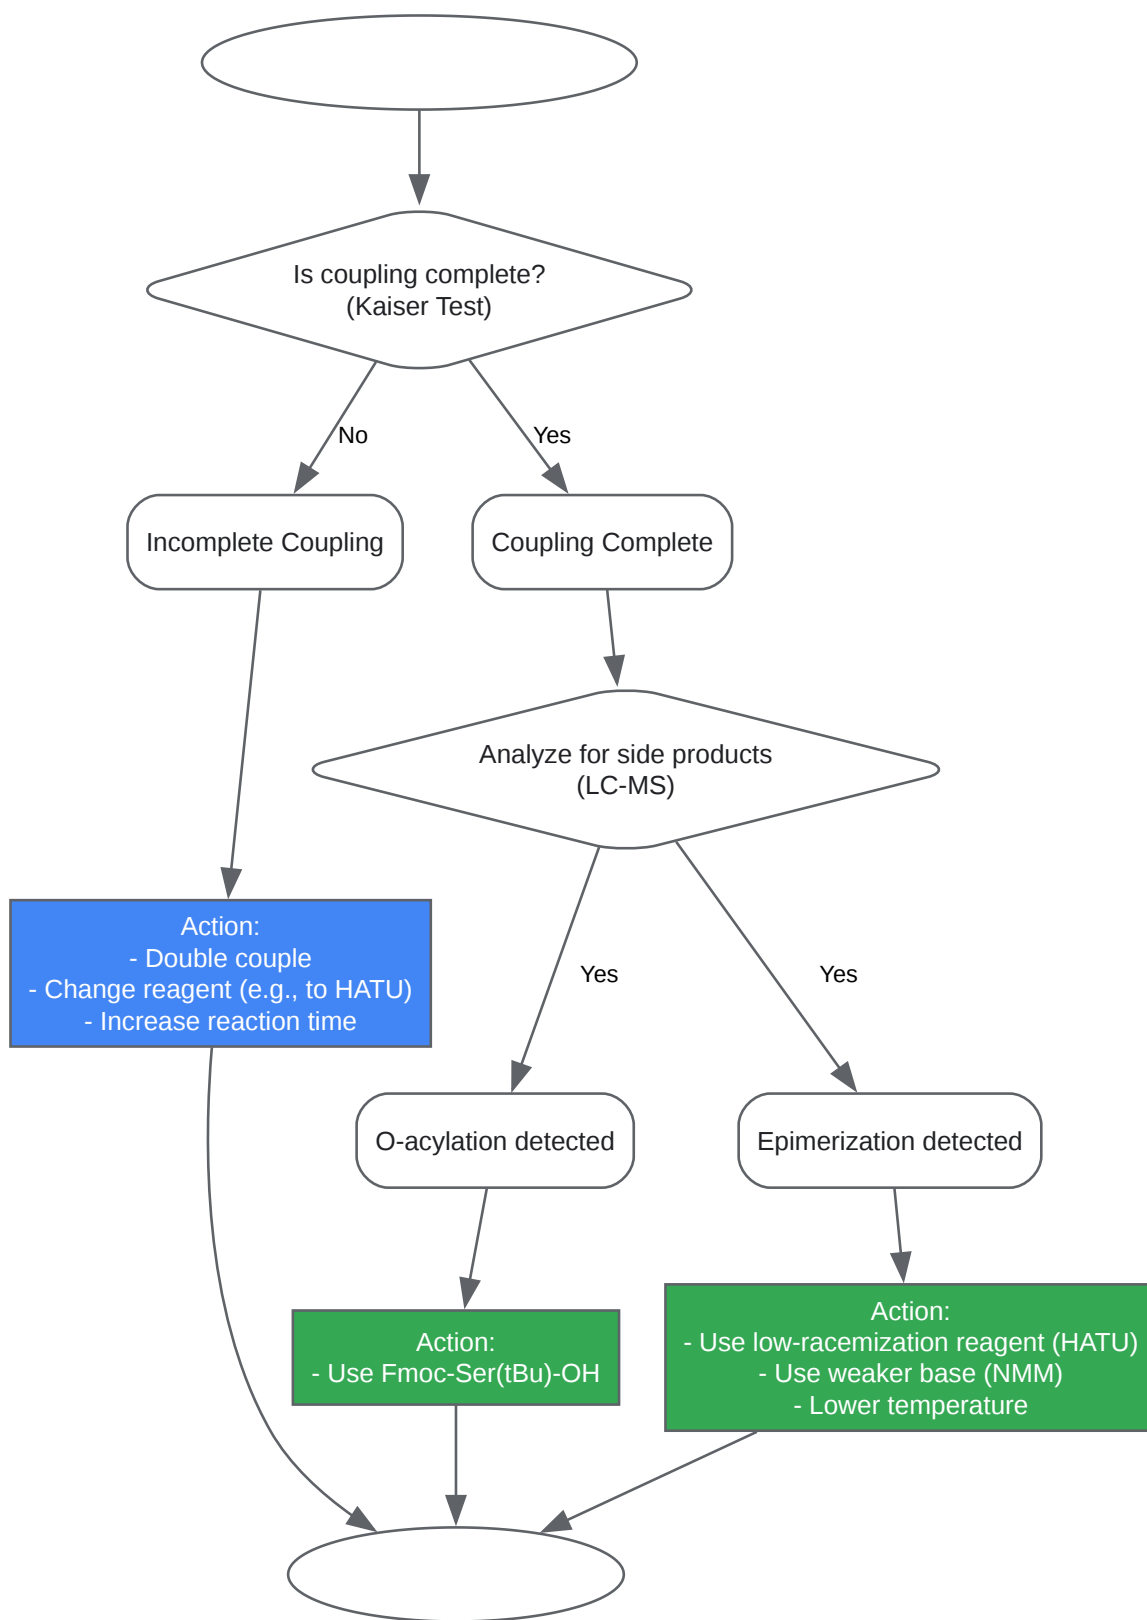 Is coupling complete?
(Kaiser Test)
No
Yes
Incomplete Coupling
Coupling Complete
Analyze for side products
(LC-MS)
Action:
- Double couple
- Change reagent (e.g., to HATU)
- Increase reaction time
Yes
Yes
O-acylation detected
Epimerization detected
Action:
- Use Fmoc-Ser(tBu)-OH
Action:
- Use low-racemization reagent (HATU)
- Use weaker base (NMM)
- Lower temperature